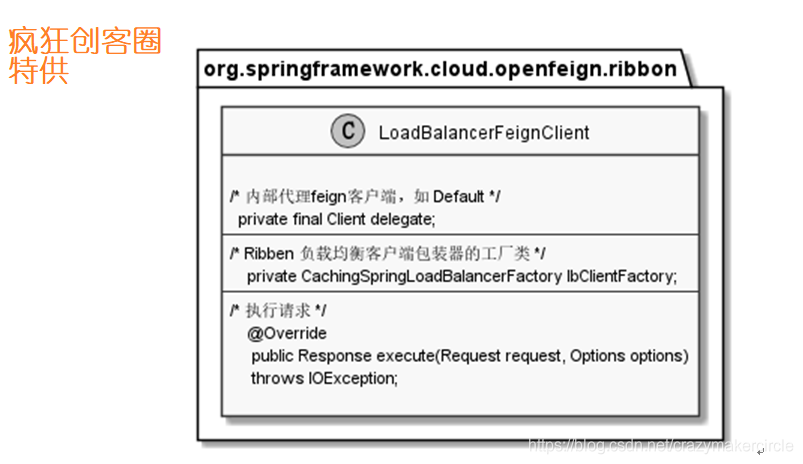 疯狂创客圈
特供
org.springframework.cloud.openfeign.ribbon
C LoadBalancerFeignClient
/* 内部代理feign客户端，如 Default */
private final Client delegate;
/* Ribben 负载均衡客户端包装器的工厂类 */
private CachingSpringLoadBalancerFactory lbClientFactory;
/* 执行请求 */
@Override
public Response execute(Request request, Options options)
throws IOException;
https://blog.csdn.net/crazymakercircle